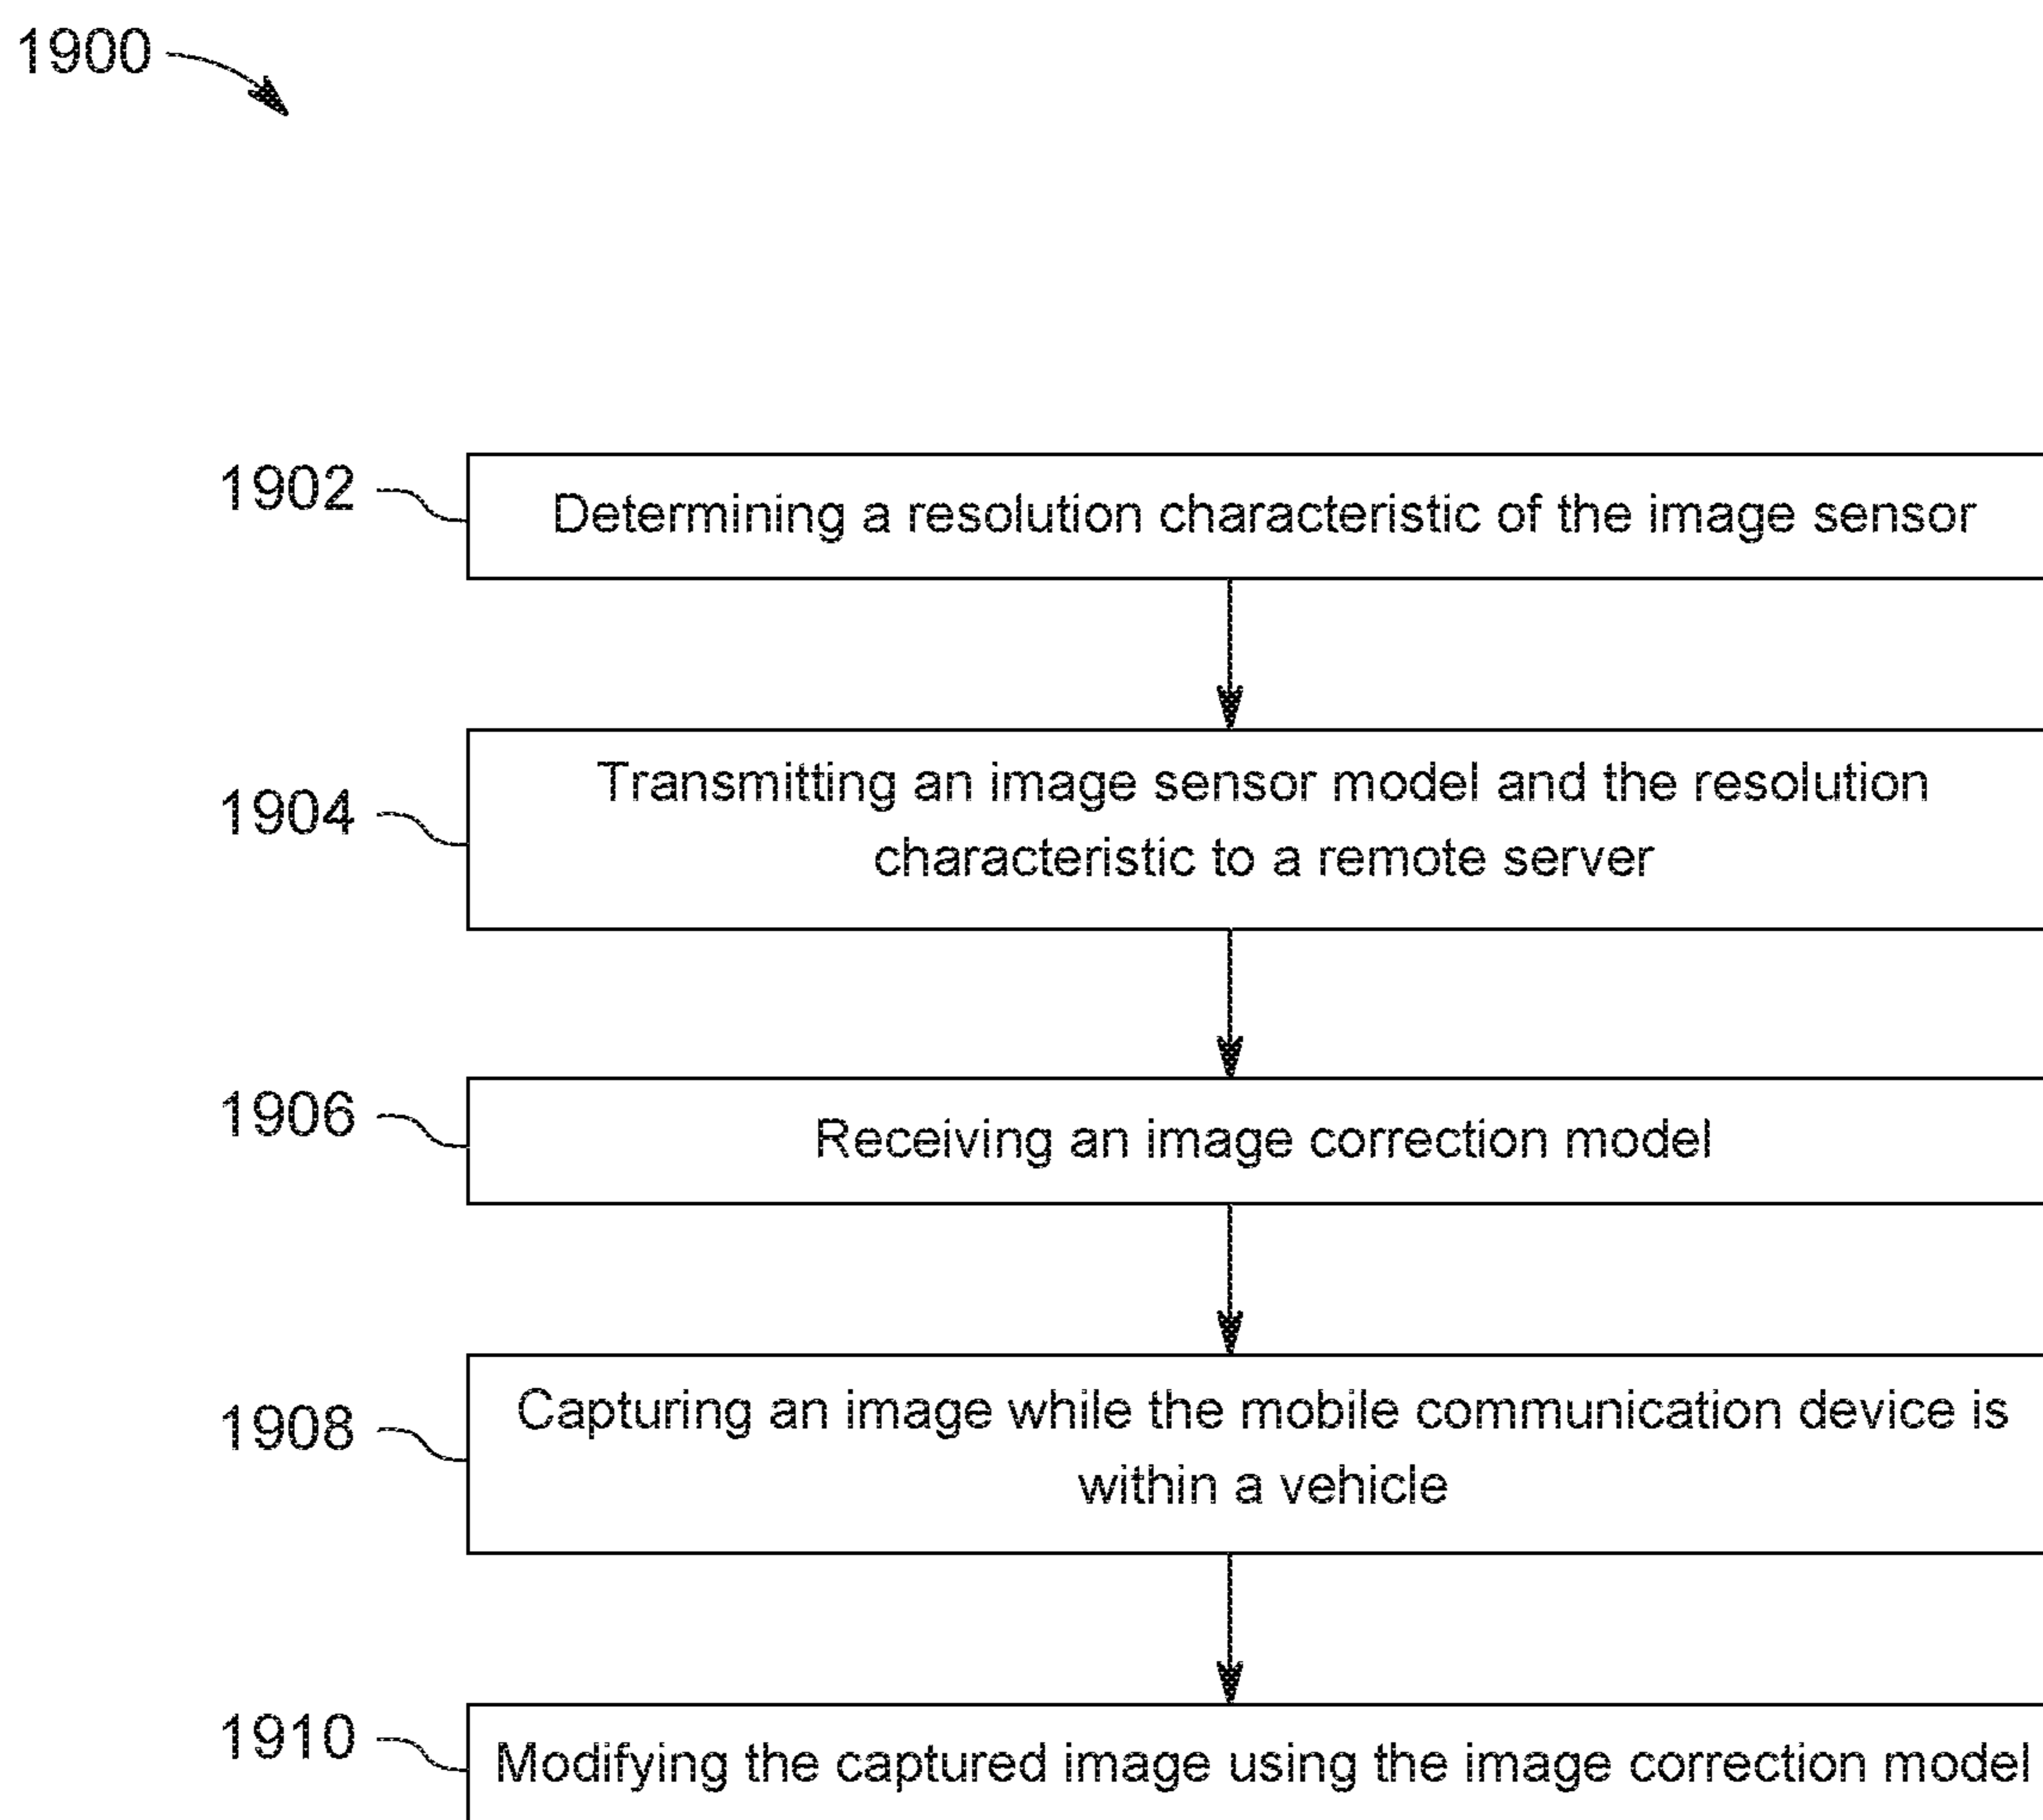 1900
1902
Determining a resolution characteristic of the image sensor
1904
Transmitting an image sensor model and the resolution
characteristic to a remote server
1906
Receiving an image correction model
1908
Capturing an image while the mobile communication device is
within a vehicle
1910
Modifying the captured image using the image correction model